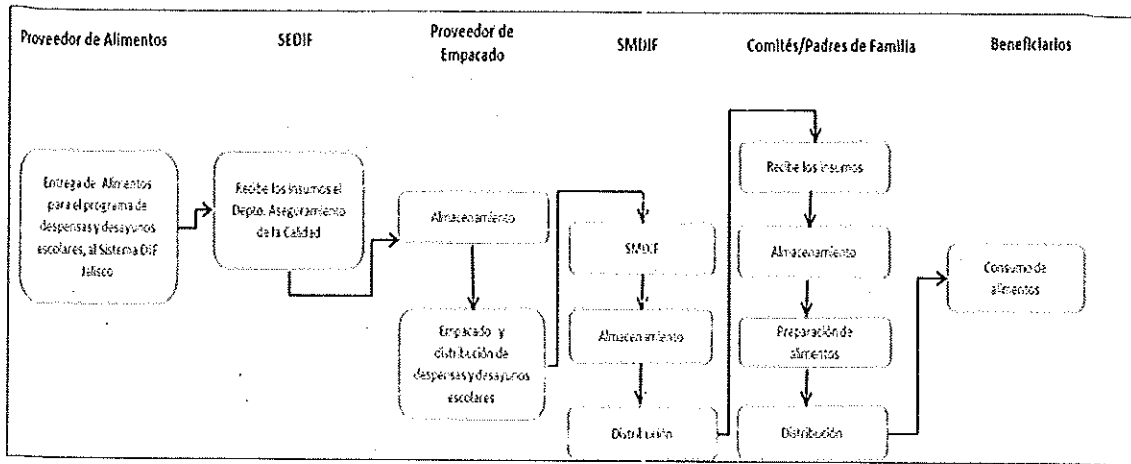 Proveedor de Alimentos
SEDIF
Proveedor de
Empacado
SMDIF
Comités/Padres de Familia
Beneficiarios
Entrega de Alimentos
para el programa de
despensas y desayunos
escolares, al Sistema DIF
Jalisco
Recibe los insumos el
Depto. Aseguramiento
de la Calidad
Almacenamiento
Empacado y
distribución de
despensas y desayunos
escolares
SMDIF
Almacenamiento
Distribución
Recibe los insumos
Almacenamiento
Preparación de
alimentos
Distribución
Consumo de
alimentos